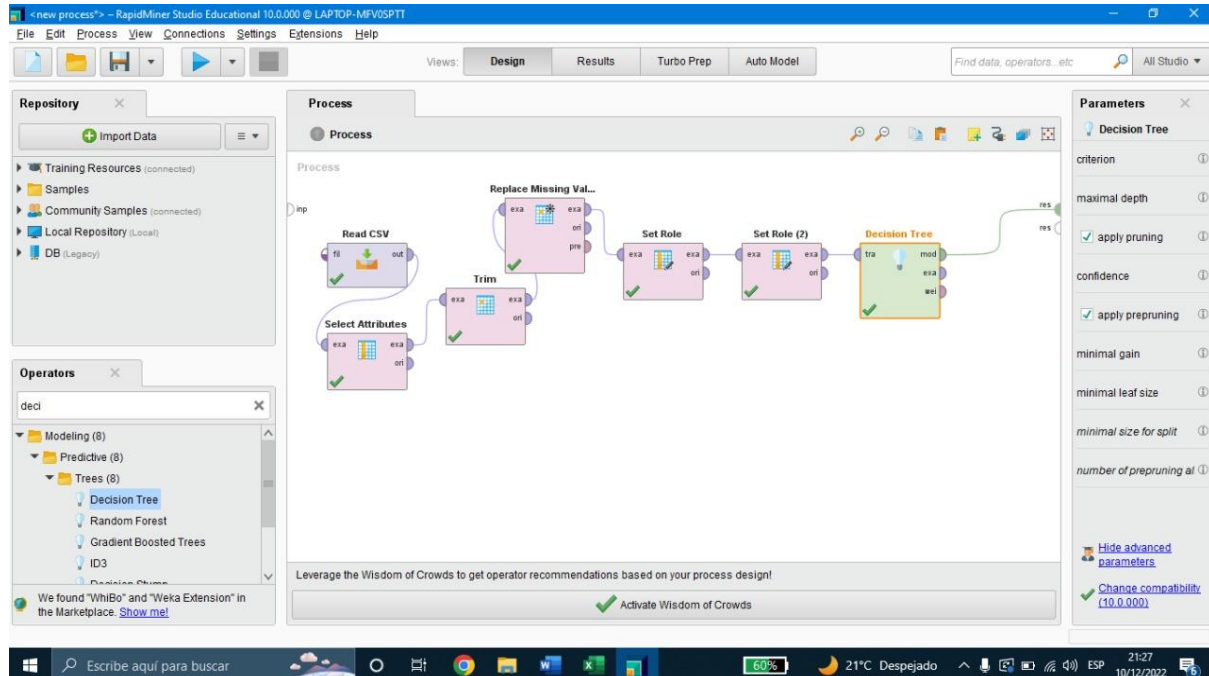 <new process*> – RapidMiner Studio Educational 10.0.000 @ LAPTOP-MFV0SPTT
File Edit Process View Connections Settings Extensions Help
Views: Design Results Turbo Prep Auto Model
Find data, operators...etc
All Studio
Repository
Import Data
Training Resources (connected)
Samples
Community Samples (connected)
Local Repository (Local)
DB (Legacy)
Operators
deci
Modeling (8)
Predictive (8)
Trees (8)
Decision Tree
Random Forest
Gradient Boosted Trees
ID3
Decision Stump
We found "WhiBo" and "Weka Extension" in
the Marketplace. Show me!
Process
Process
Process
inp
Read CSV
fil out
Select Attributes
exa exa
ori
Trim
exa exa
ori
Replace Missing Val...
exa exa
ori
pre
Set Role
exa exa
ori
Set Role (2)
exa exa
ori
Decision Tree
tra mod
exa
wei
res
res
Leverage the Wisdom of Crowds to get operator recommendations based on your process design!
Activate Wisdom of Crowds
Parameters
Decision Tree
criterion
maximal depth
apply pruning
confidence
apply prepruning
minimal gain
minimal leaf size
minimal size for split
number of prepruning al
Hide advanced
parameters
Change compatibility
(10.0.000)
Escribe aquí para buscar
60%
21°C Despejado
ESP
21:27
10/12/2022